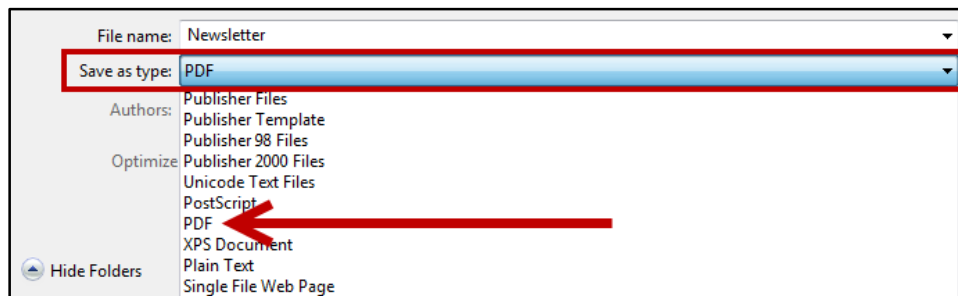 File name: Newsletter
Save as type: PDF
Authors:
Publisher Files
Publisher Template
Publisher 98 Files
Optimize Publisher 2000 Files
Unicode Text Files
PostScript
PDF
XPS Document
Hide Folders
Plain Text
Single File Web Page